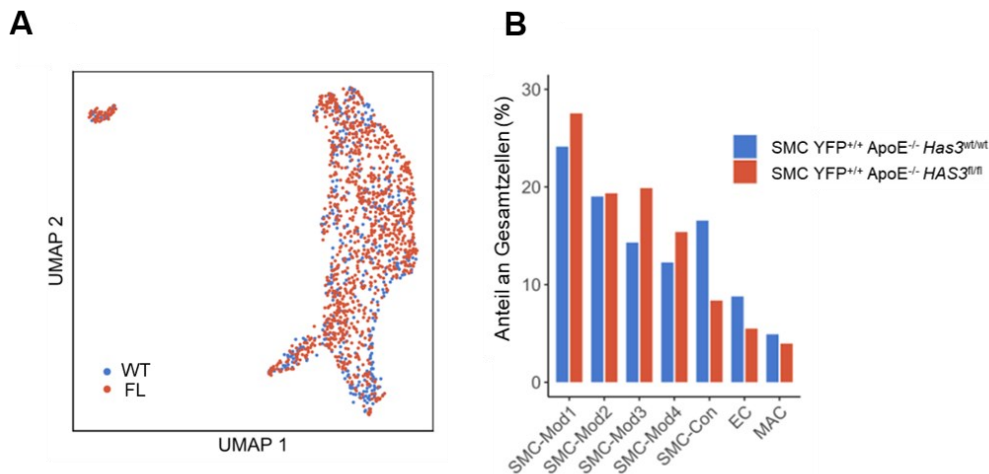 A
UMAP 2
WT
FL
UMAP 1
B
Anteil an Gesamtzellen (%)
30
20
10
0
SMC YFP+/+ ApoE-/- Has3wt/wt
SMC YFP+/+ ApoE-/- HAS3fl/fl
SMC-Mod1
SMC-Mod2
SMC-Mod3
SMC-Mod4
SMC-Con
EC
MAC